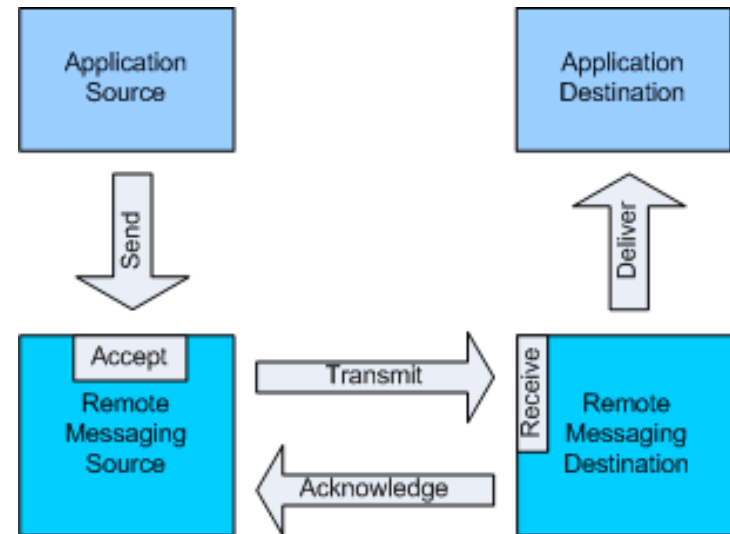 Application
Source
Application
Destination
Send
Deliver
Accept
Remote
Messaging
Source
Transmit
Receive
Remote
Messaging
Destination
Acknowledge